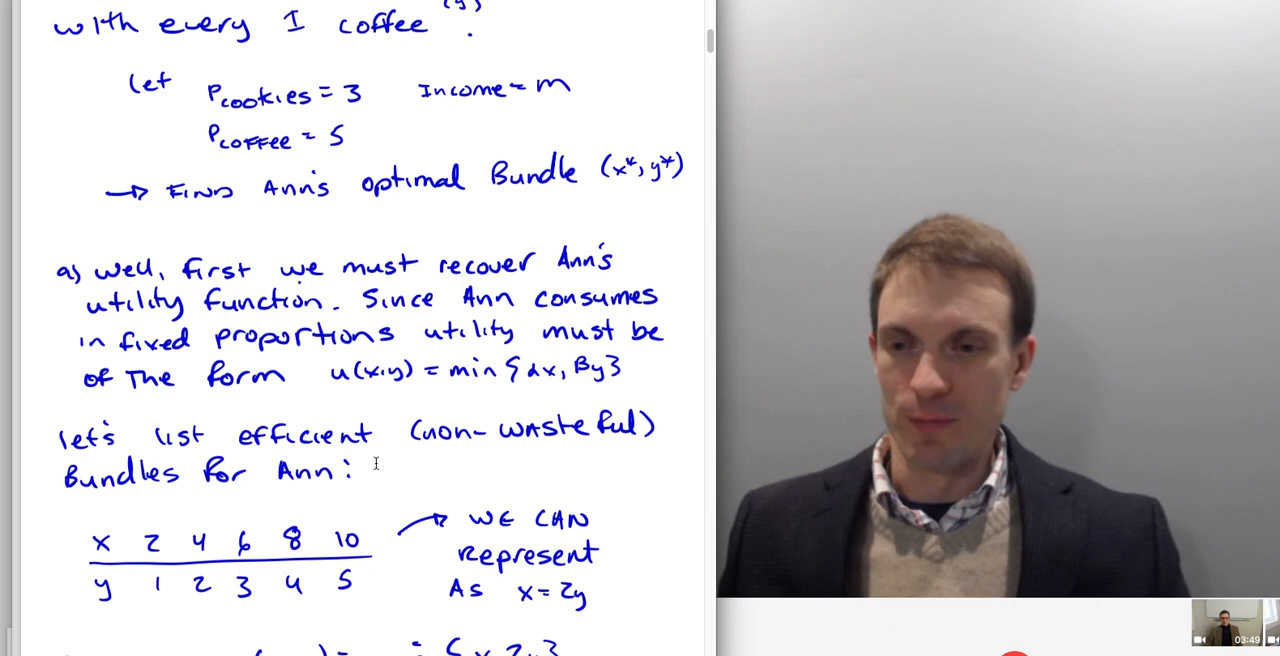 with every 1 coffee (y).
let Pcookies = 3 Income = m
Pcoffee = 5
→ Find Ann's optimal Bundle (x*, y*)
a) well, first we must recover Ann's
utility function. Since Ann consumes
in fixed proportions utility must be
of the form u(x,y) = min {αx, βy}
let's list efficient (non-wasteful)
Bundles for Ann:
x 2 4 6 8 10
y 1 2 3 4 5
→ WE CAN
represent
As x = 2y
03:49